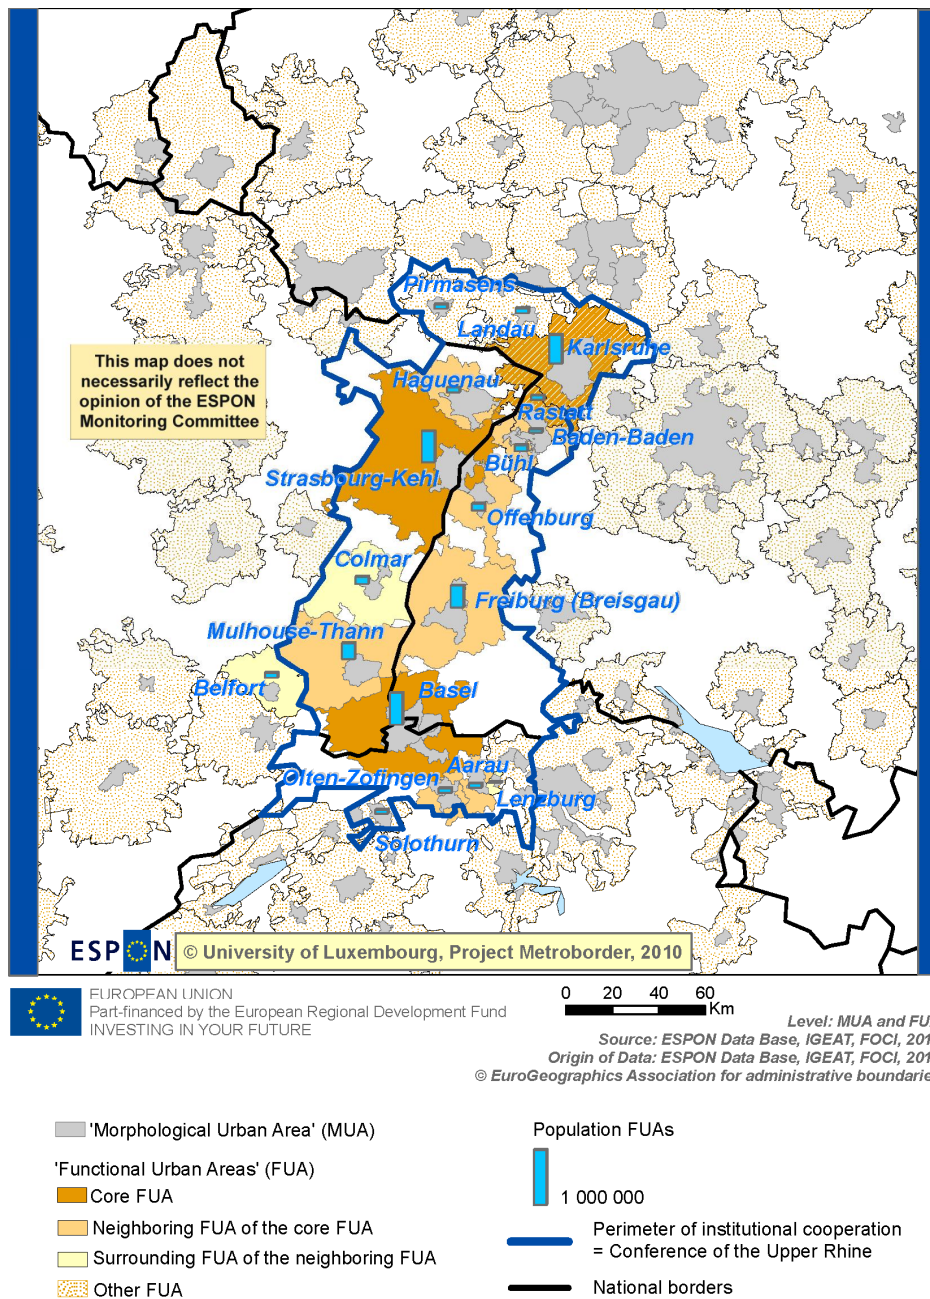 Pirmasens
Landau
Karlsruhe
Haguenau
Rastatt
Baden-Baden
Bühl
Strasbourg-Kehl
Offenburg
Colmar
Freiburg (Breisgau)
Mulhouse-Thann
Belfort
Basel
Aarau
Olten-Zofingen
Lenzburg
Solothurn
This map does not
necessarily reflect the
opinion of the ESPON
Monitoring Committee
ESPON
© University of Luxembourg, Project Metroborder, 2010
EUROPEAN UNION
Part-financed by the European Regional Development Fund
INVESTING IN YOUR FUTURE
0 20 40 60
Km
Level: MUA and FU
Source: ESPON Data Base, IGEAT, FOCI, 201
Origin of Data: ESPON Data Base, IGEAT, FOCI, 201
© EuroGeographics Association for administrative boundarie
'Morphological Urban Area' (MUA)
'Functional Urban Areas' (FUA)
Core FUA
Neighboring FUA of the core FUA
Surrounding FUA of the neighboring FUA
Other FUA
Population FUAs
1 000 000
Perimeter of institutional cooperation
= Conference of the Upper Rhine
National borders